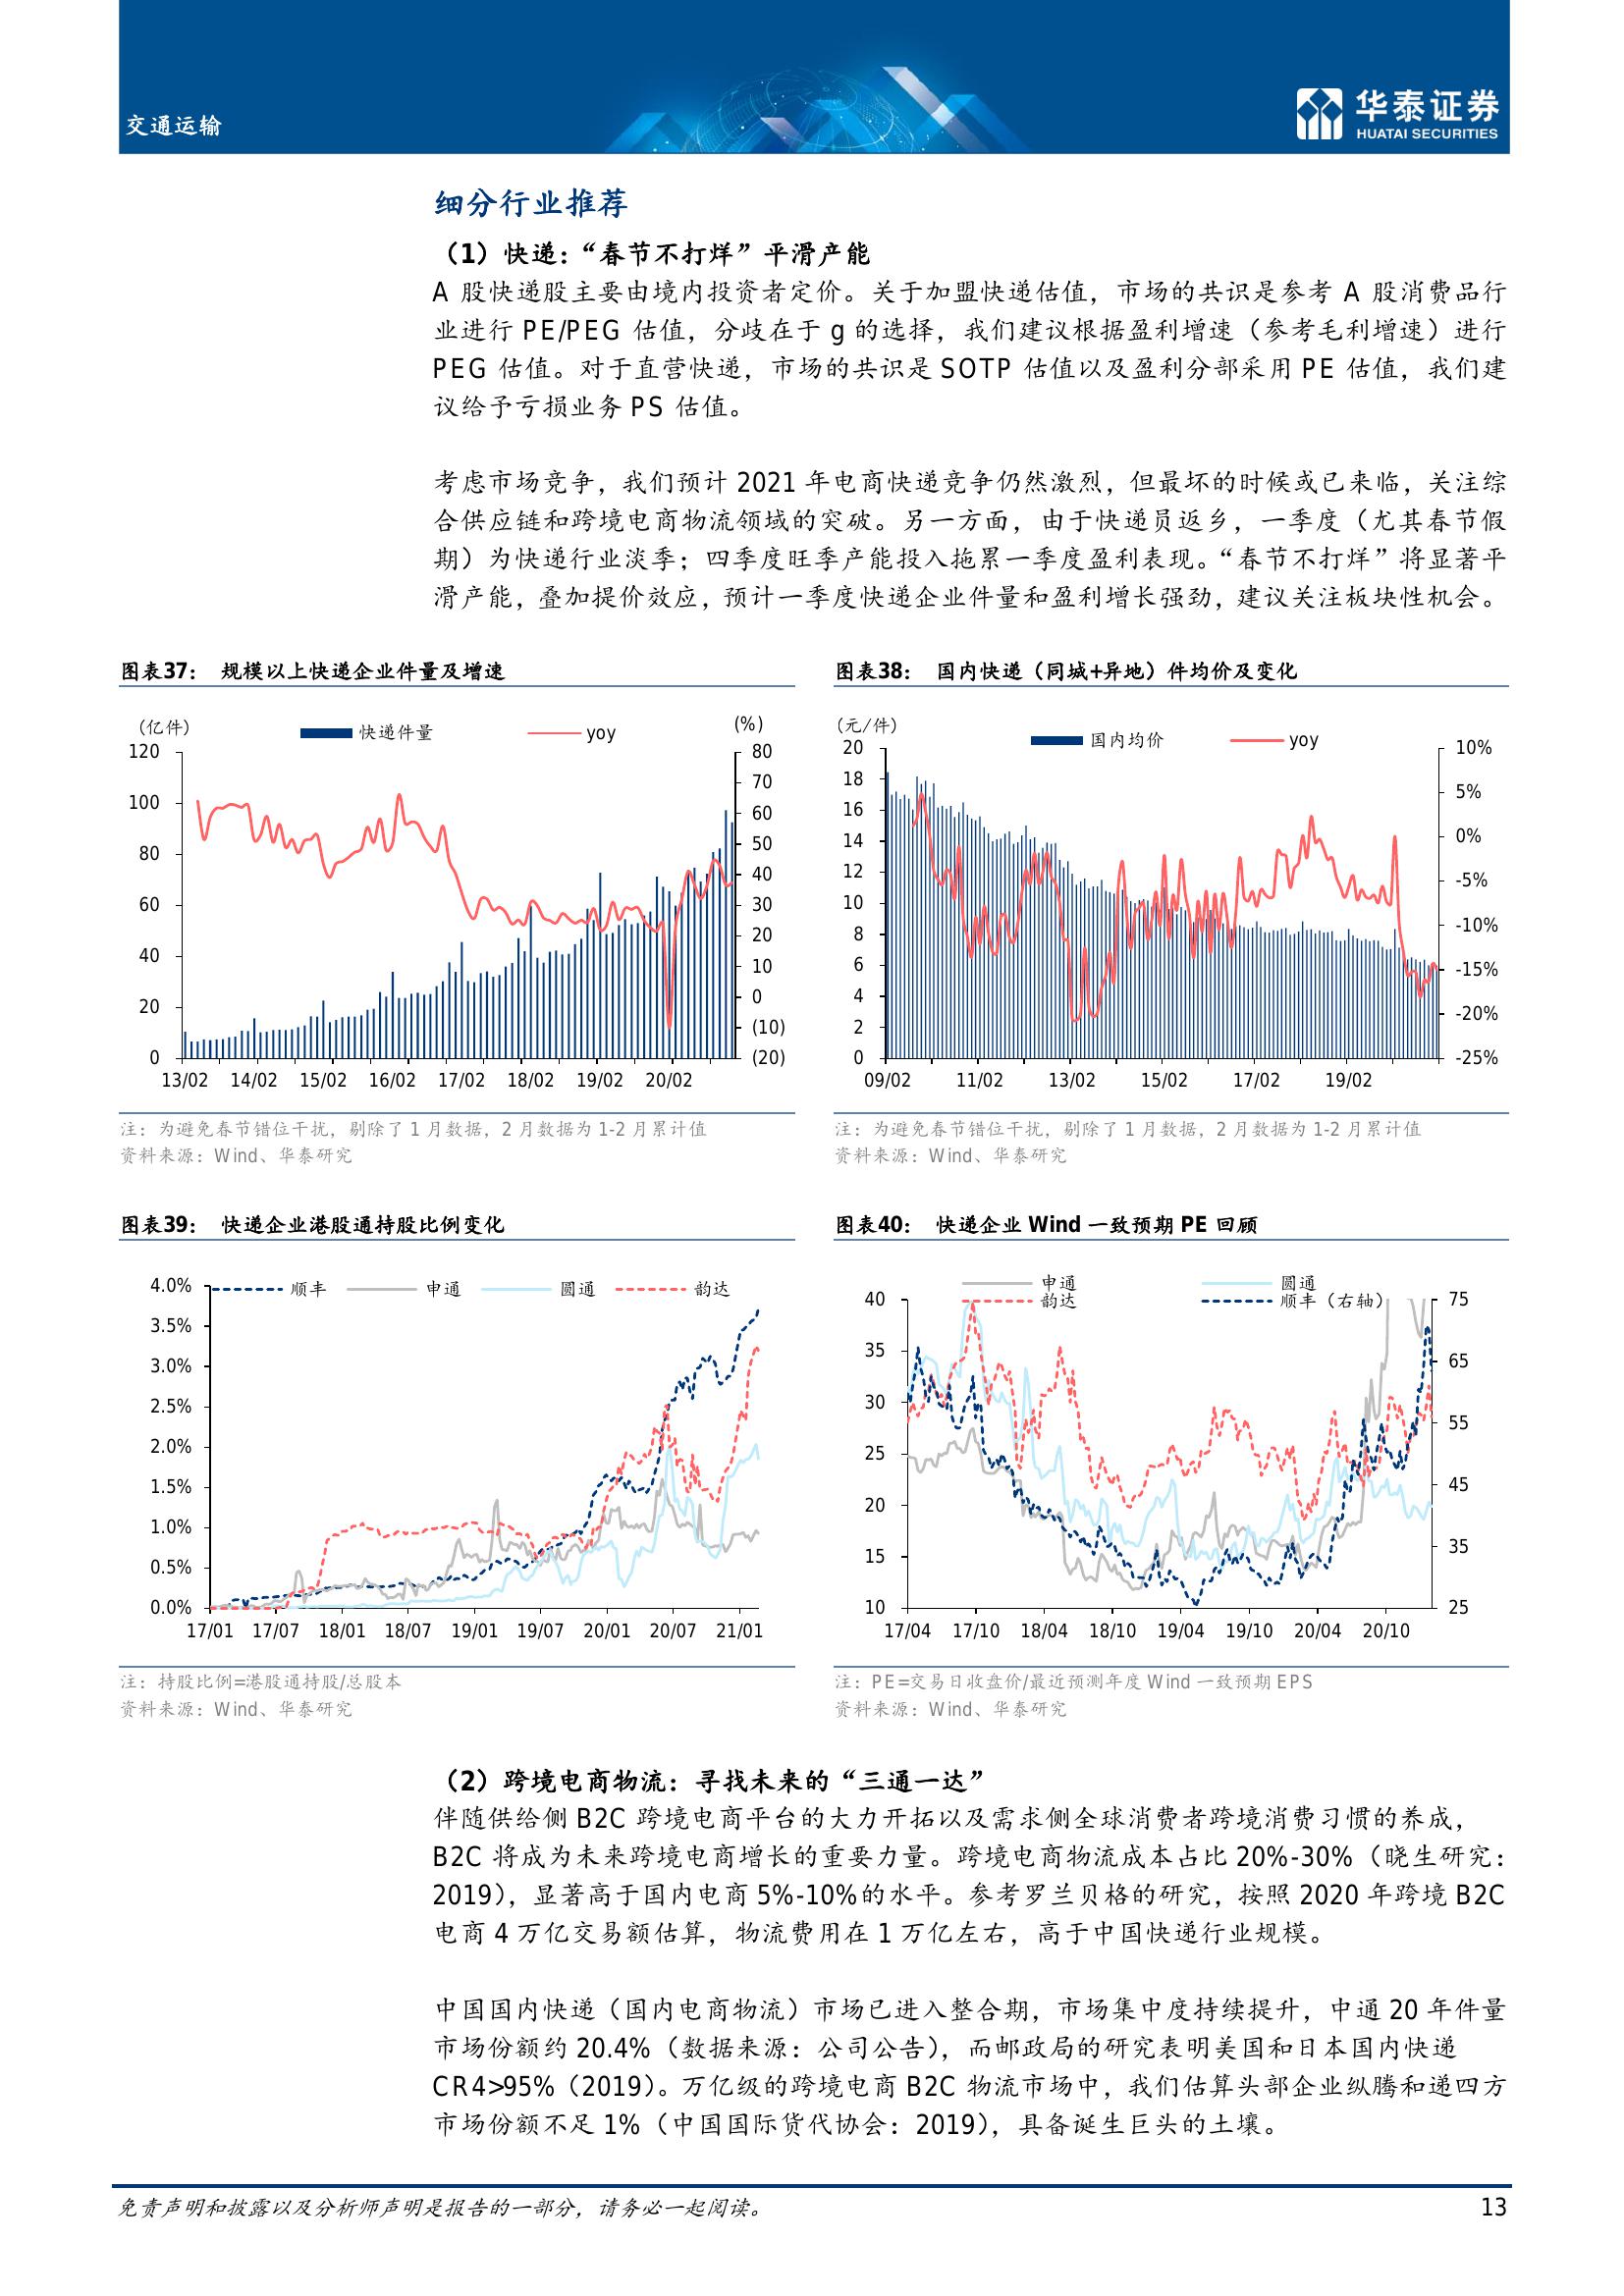 交通运输
华泰证券
HUATAI SECURITIES
细分行业推荐
（1）快递：“春节不打烊”平滑产能
A 股快递股主要由境内投资者定价。关于加盟快递估值，市场的共识是参考 A 股消费品行
业进行 PE/PEG 估值，分歧在于 g 的选择，我们建议根据盈利增速（参考毛利增速）进行
PEG 估值。对于直营快递，市场的共识是 SOTP 估值以及盈利分部采用 PE 估值，我们建
议给予亏损业务 PS 估值。
考虑市场竞争，我们预计 2021 年电商快递竞争仍然激烈，但最坏的时候或已来临，关注综
合供应链和跨境电商物流领域的突破。另一方面，由于快递员返乡，一季度（尤其春节假
期）为快递行业淡季；四季度旺季产能投入拖累一季度盈利表现。“春节不打烊”将显著平
滑产能，叠加提价效应，预计一季度快递企业件量和盈利增长强劲，建议关注板块性机会。
图表37： 规模以上快递企业件量及增速
（亿件）
快递件量
yoy
(%)
120
100
80
60
40
20
0
80
70
60
50
40
30
20
10
0
(10)
(20)
13/02 14/02 15/02 16/02 17/02 18/02 19/02 20/02
注：为避免春节错位干扰，剔除了 1 月数据，2 月数据为 1-2 月累计值
资料来源：Wind、华泰研究
图表38： 国内快递（同城+异地）件均价及变化
（元/件）
国内均价
yoy
20
18
16
14
12
10
8
6
4
2
0
10%
5%
0%
-5%
-10%
-15%
-20%
-25%
09/02 11/02 13/02 15/02 17/02 19/02
注：为避免春节错位干扰，剔除了 1 月数据，2 月数据为 1-2 月累计值
资料来源：Wind、华泰研究
图表39： 快递企业港股通持股比例变化
顺丰 申通 圆通 韵达
4.0%
3.5%
3.0%
2.5%
2.0%
1.5%
1.0%
0.5%
0.0%
17/01 17/07 18/01 18/07 19/01 19/07 20/01 20/07 21/01
注：持股比例=港股通持股/总股本
资料来源：Wind、华泰研究
图表40： 快递企业 Wind 一致预期 PE 回顾
申通 圆通
韵达 顺丰（右轴）
40
35
30
25
20
15
10
75
65
55
45
35
25
17/04 17/10 18/04 18/10 19/04 19/10 20/04 20/10
注：PE=交易日收盘价/最近预测年度 Wind 一致预期 EPS
资料来源：Wind、华泰研究
（2）跨境电商物流：寻找未来的“三通一达”
伴随供给侧 B2C 跨境电商平台的大力开拓以及需求侧全球消费者跨境消费习惯的养成，
B2C 将成为未来跨境电商增长的重要力量。跨境电商物流成本占比 20%-30%（晓生研究：
2019），显著高于国内电商 5%-10%的水平。参考罗兰贝格的研究，按照 2020 年跨境 B2C
电商 4 万亿交易额估算，物流费用在 1 万亿左右，高于中国快递行业规模。
中国国内快递（国内电商物流）市场已进入整合期，市场集中度持续提升，中通 20 年件量
市场份额约 20.4%（数据来源：公司公告），而邮政局的研究表明美国和日本国内快递
CR4>95%（2019）。万亿级的跨境电商 B2C 物流市场中，我们估算头部企业纵腾和递四方
市场份额不足 1%（中国国际货代协会：2019），具备诞生巨头的土壤。
免责声明和披露以及分析师声明是报告的一部分，请务必一起阅读。
13